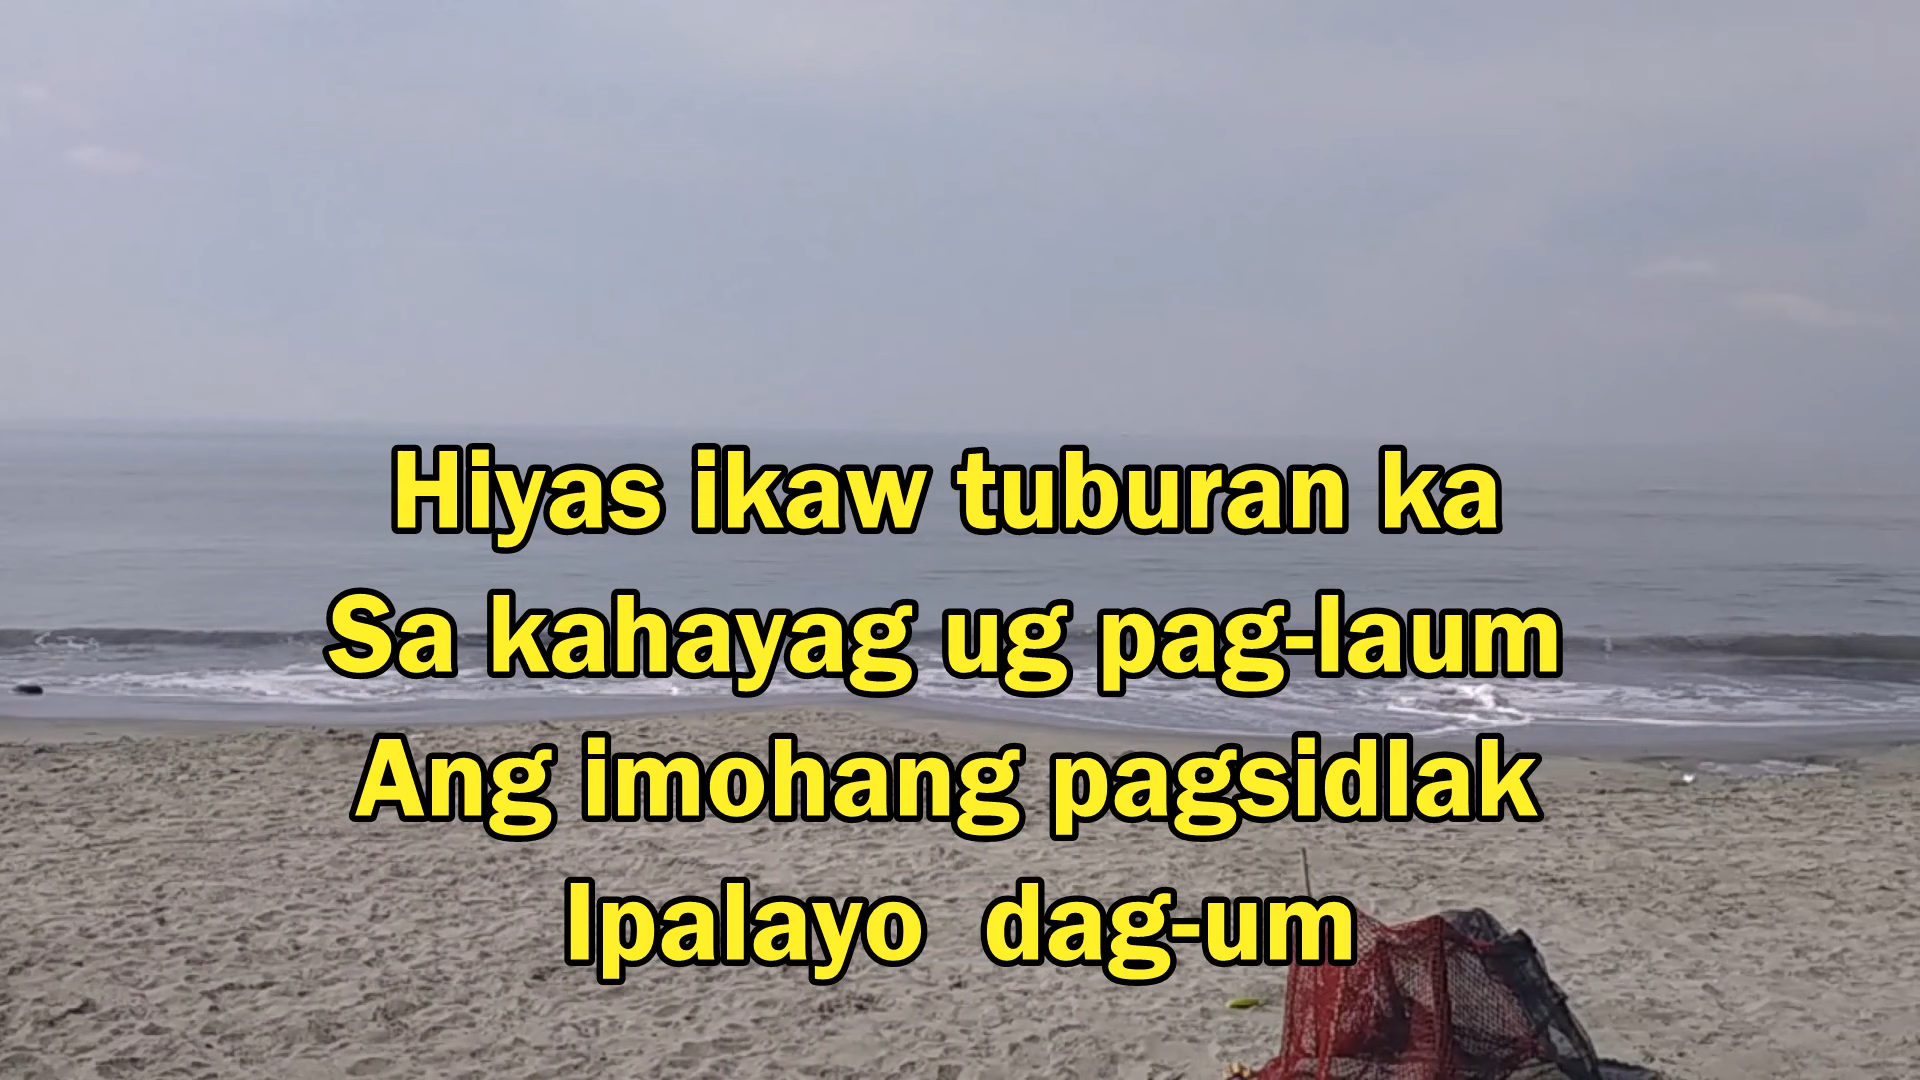 Hiyas ikaw tuburan ka
Sa kahayag ug pag-laum
Ang imohang pagsidlak
Ipalayo dag-um